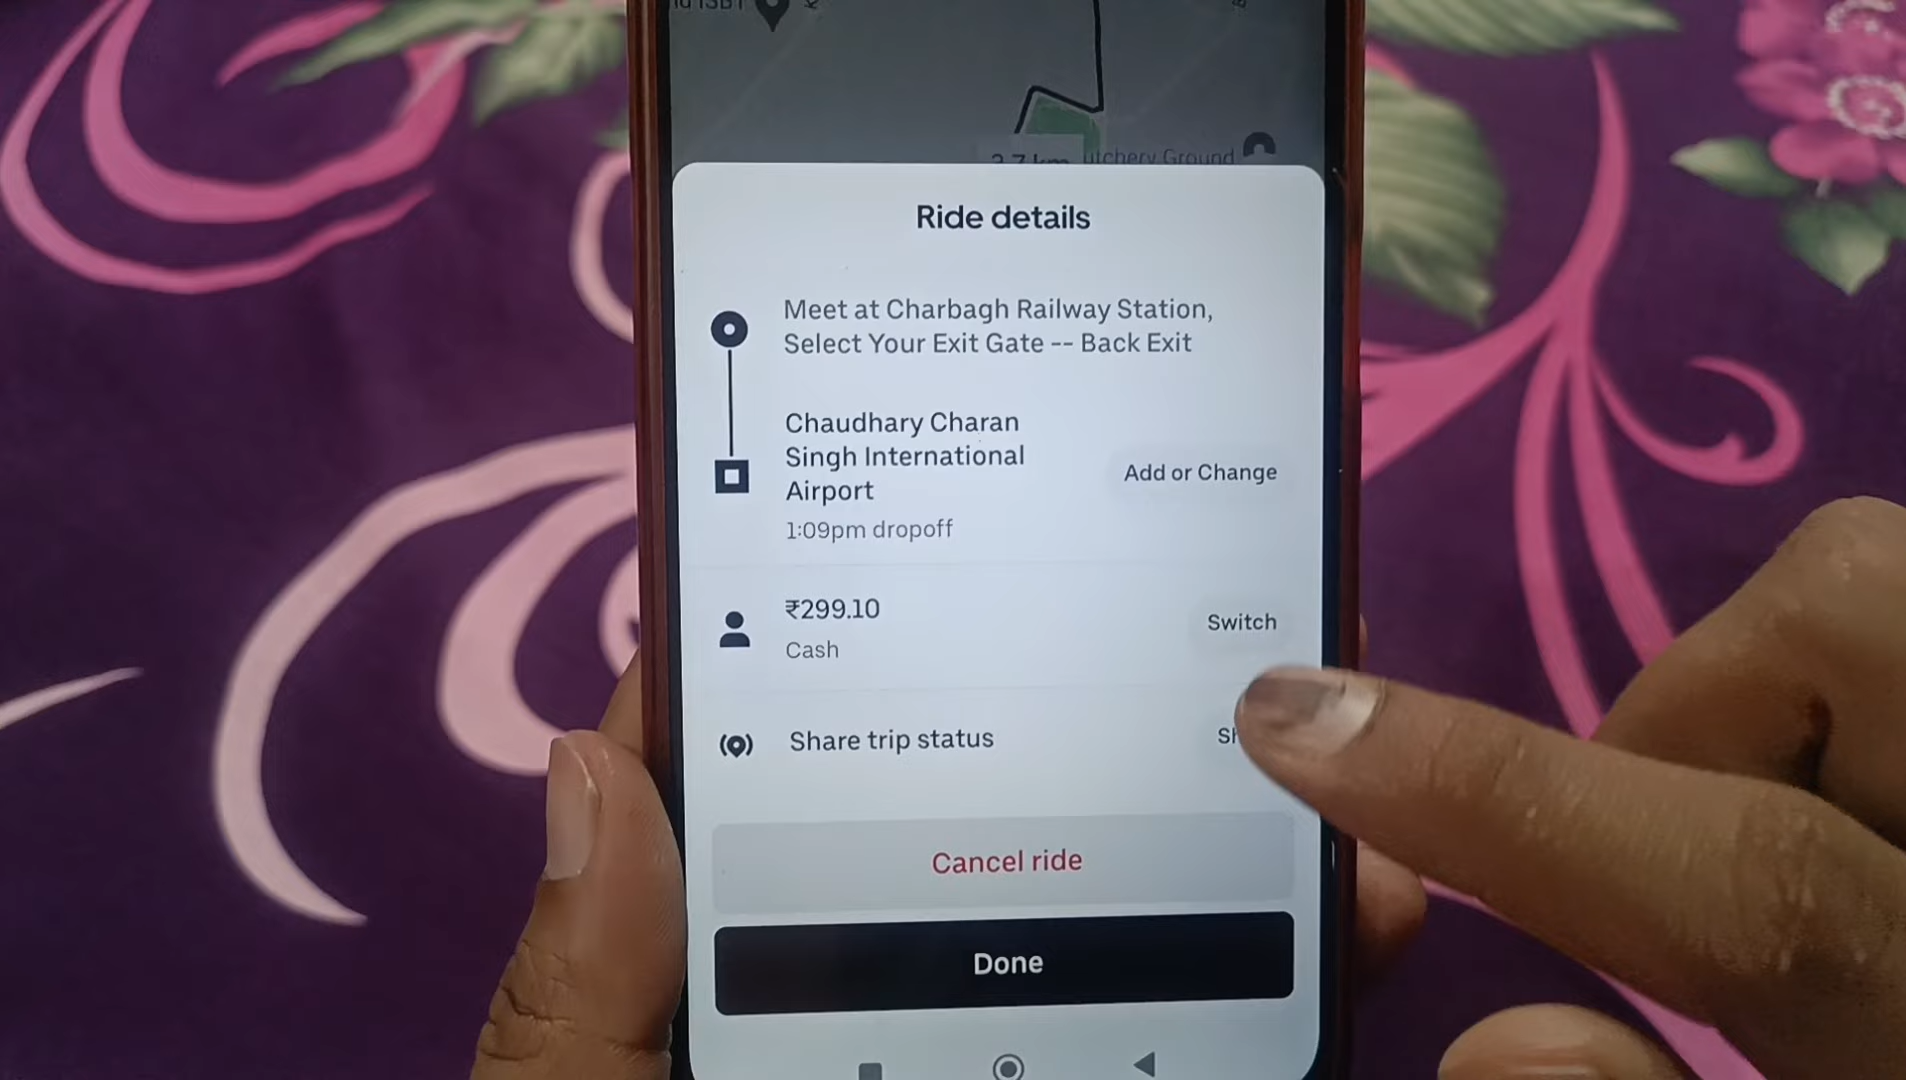 Ride details
Meet at Charbagh Railway Station,
Select Your Exit Gate -- Back Exit
Chaudhary Charan
Singh International
Airport
Add or Change
1:09pm dropoff
₹299.10
Switch
Cash
Share trip status
Cancel ride
Done